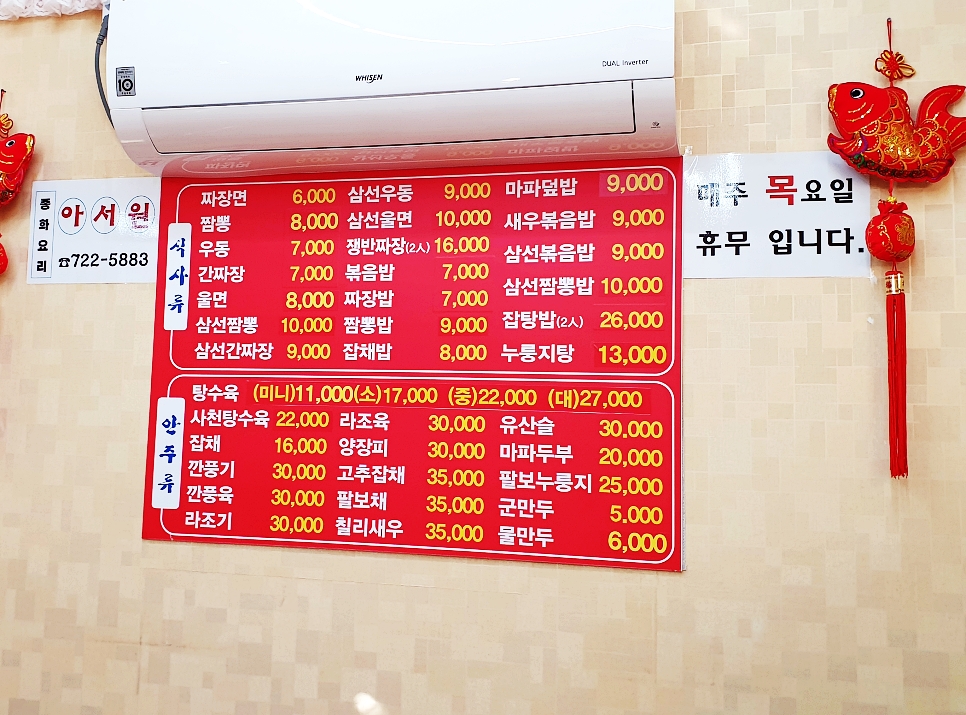 WHISEN
DUAL Inverter
10
중화요리
아서원
☎722-5883
매주 목요일
휴무 입니다.
식사류
짜장면 6,000 삼선우동 9,000 마파덮밥 9,000
짬뽕 8,000 삼선울면 10,000 새우볶음밥 9,000
우동 7,000 쟁반짜장(2人) 16,000 삼선볶음밥 9,000
간짜장 7,000 볶음밥 7,000 삼선짬뽕밥 10,000
울면 8,000 짜장밥 7,000 잡탕밥(2人) 26,000
삼선짬뽕 10,000 짬뽕밥 9,000 누룽지탕 13,000
삼선간짜장 9,000 잡채밥 8,000
안주류
탕수육 (미니)11,000(소)17,000 (중)22,000 (대)27,000
사천탕수육 22,000 라조육 30,000 유산슬 30.000
잡채 16,000 양장피 30,000 마파두부 20,000
깐풍기 30,000 고추잡채 35,000 팔보누룽지 25,000
깐풍육 30,000 팔보채 35,000 군만두 5.000
라조기 30,000 칠리새우 35,000 물만두 6,000